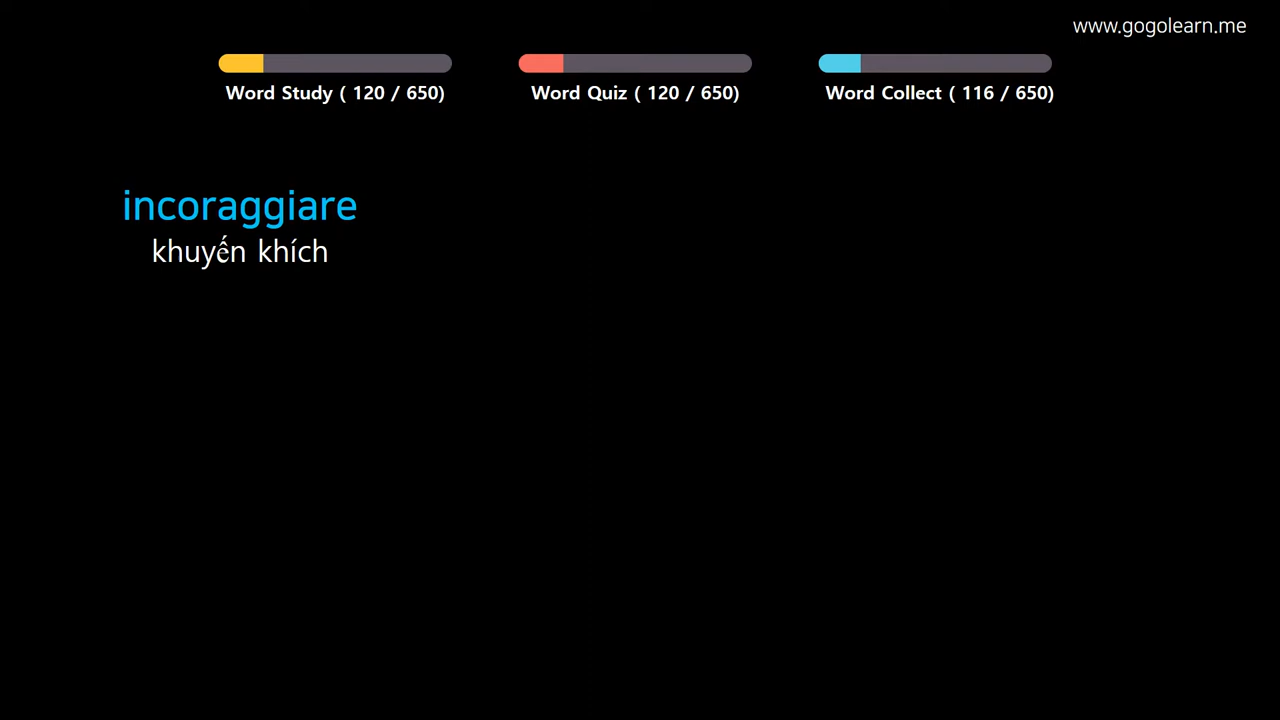 www.gogolearn.me
Word Study ( 120 / 650)
Word Quiz ( 120 / 650)
Word Collect ( 116 / 650)
incoraggiare
khuyến khích